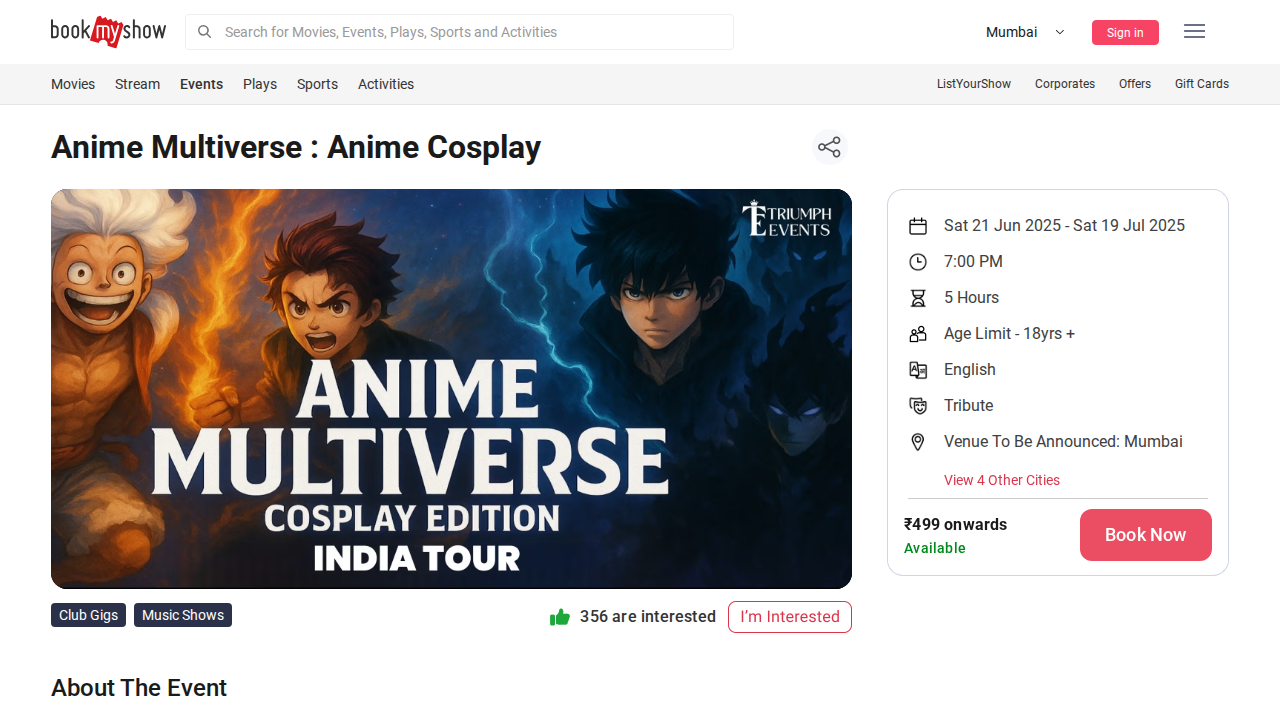 bookmyshow
Search for Movies, Events, Plays, Sports and Activities
Mumbai
Sign in
Movies Stream Events Plays Sports Activities
ListYourShow Corporates Offers Gift Cards
Anime Multiverse : Anime Cosplay
TRIUMPH
EVENTS
ANIME
MULTIVERSE
COSPLAY EDITION
INDIA TOUR
Sat 21 Jun 2025 - Sat 19 Jul 2025
7:00 PM
5 Hours
Age Limit - 18yrs +
English
Tribute
Venue To Be Announced: Mumbai
View 4 Other Cities
₹499 onwards
Available
Book Now
Club Gigs Music Shows
356 are interested
I’m Interested
About The Event